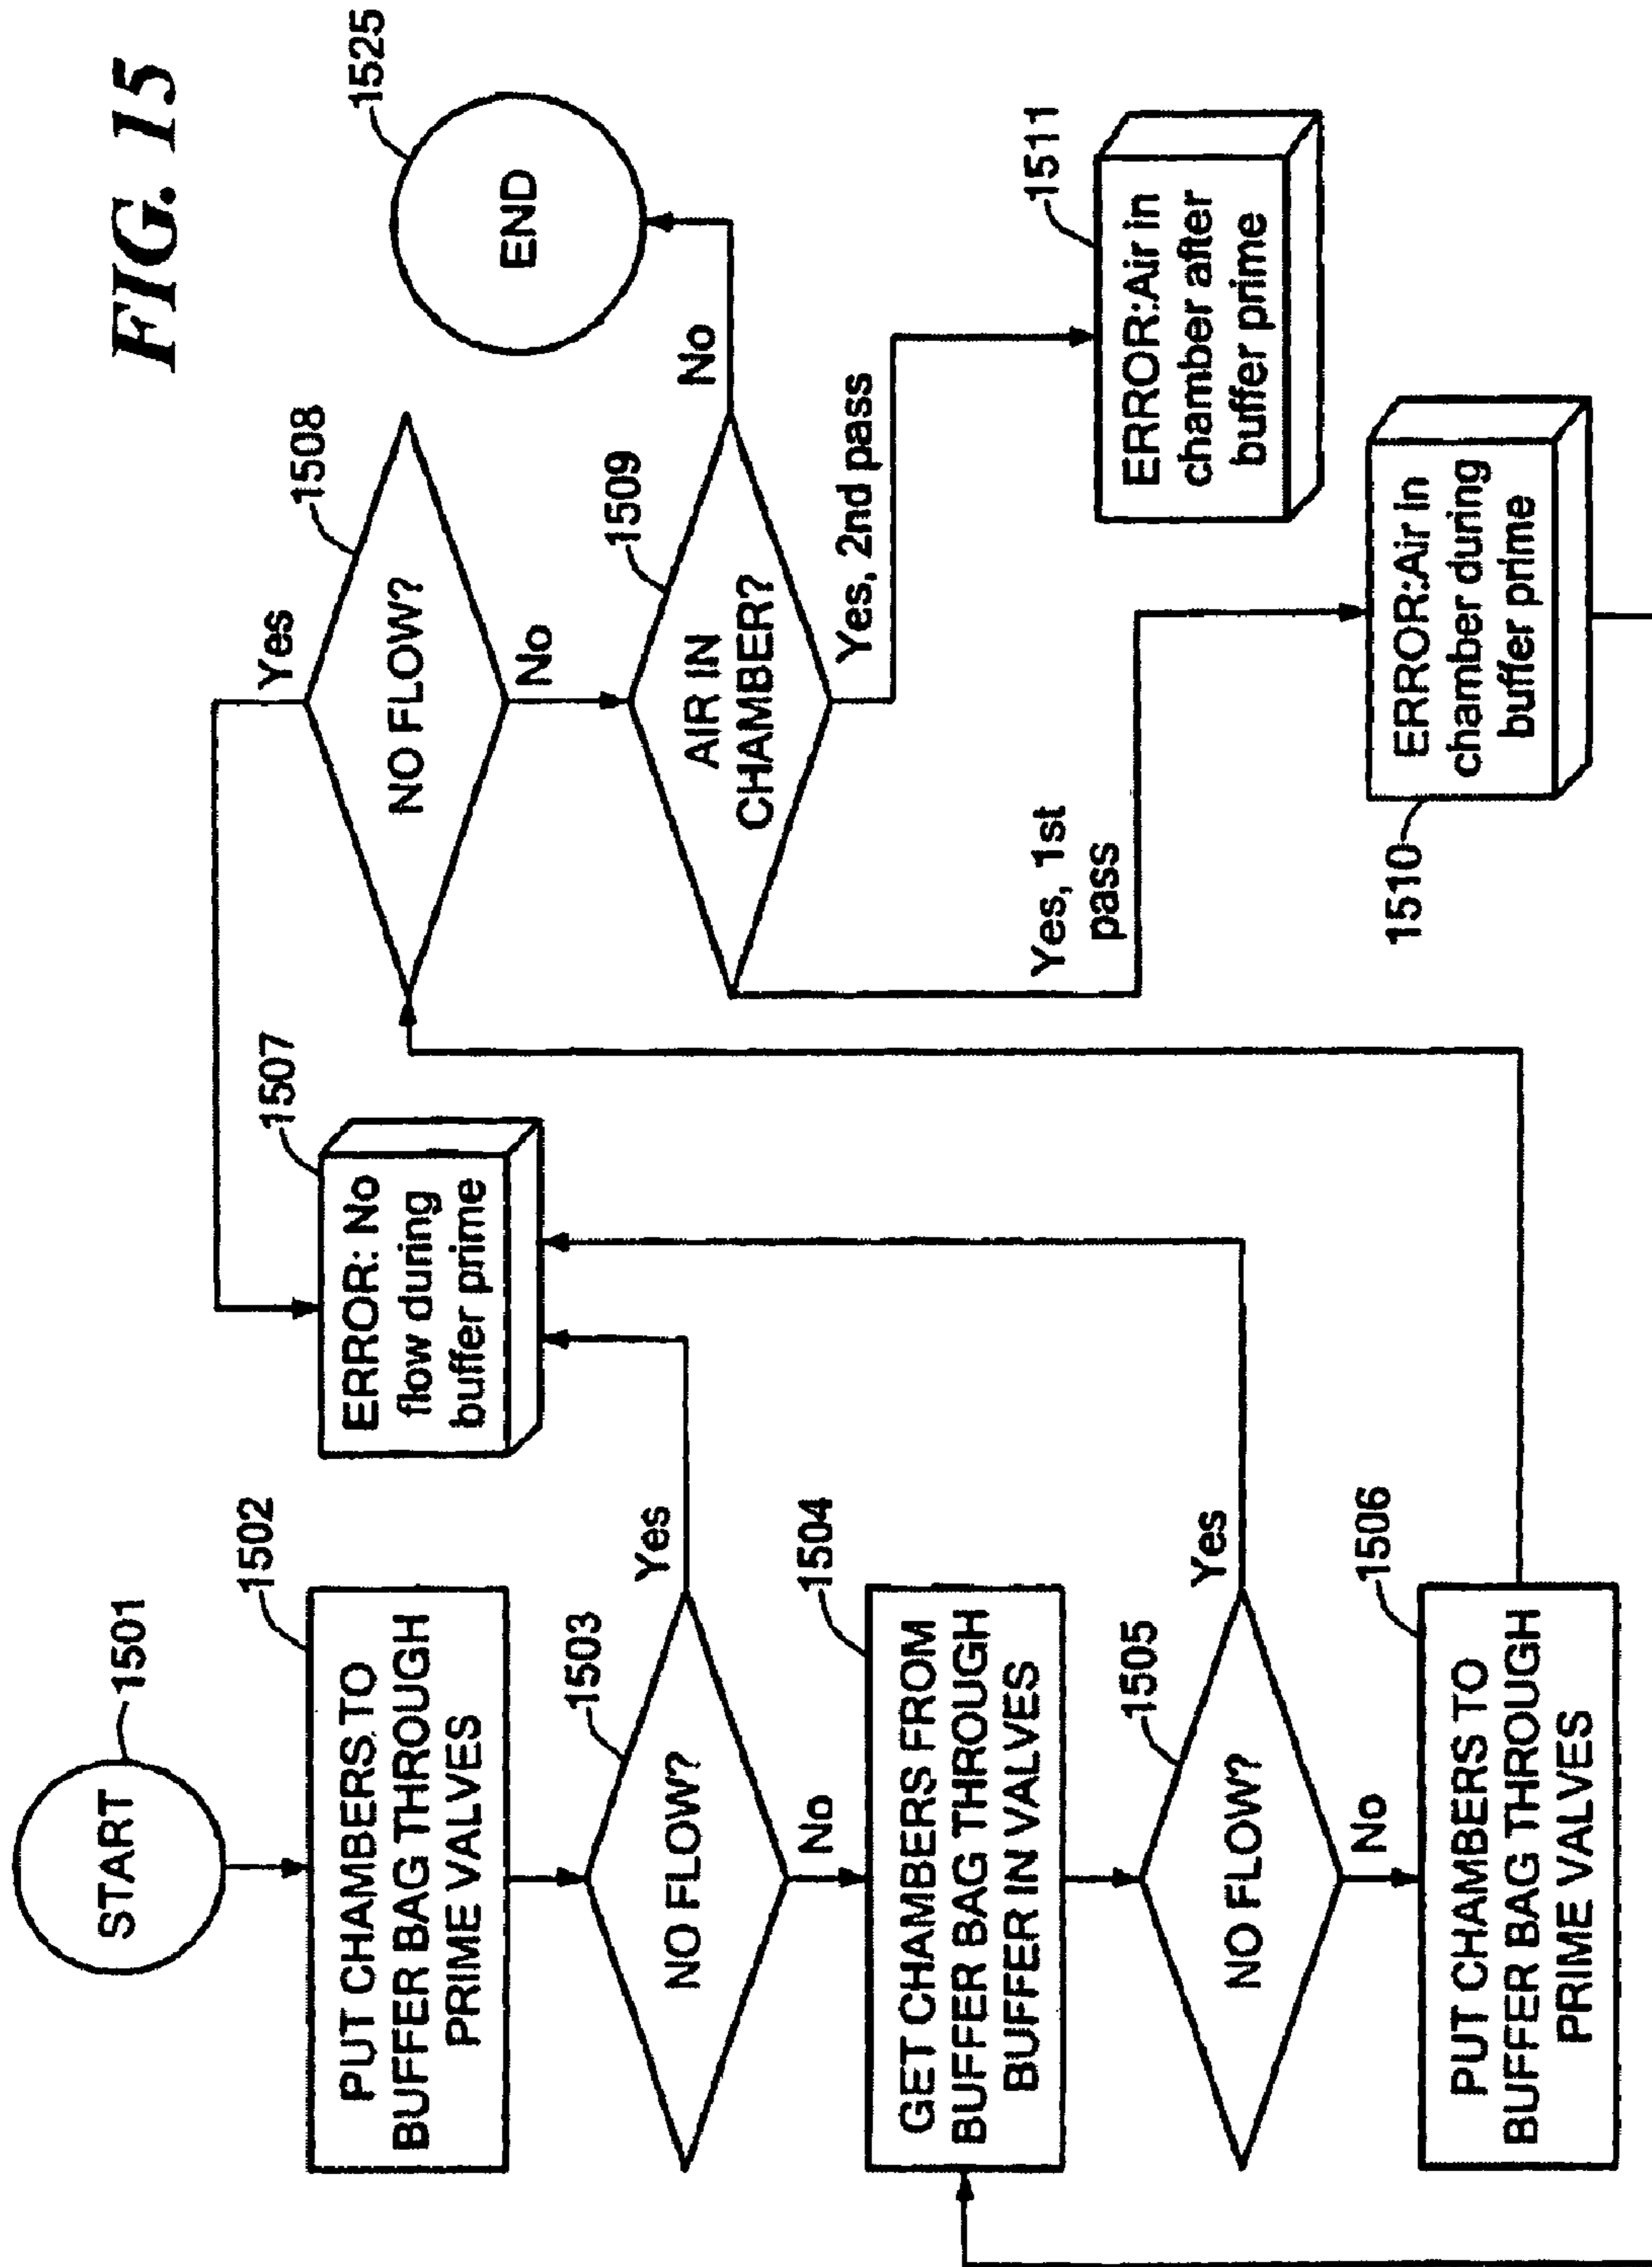 FIG. 15
START
1501
1502
PUT CHAMBERS TO
BUFFER BAG THROUGH
PRIME VALVES
1503
NO FLOW?
Yes
No
1504
GET CHAMBERS FROM
BUFFER BAG THROUGH
BUFFER IN VALVES
1505
NO FLOW?
Yes
No
1506
PUT CHAMBERS TO
BUFFER BAG THROUGH
PRIME VALVES
1507
ERROR: No
flow during
buffer prime
1508
NO FLOW?
Yes
No
1509
AIR IN
CHAMBER?
No
Yes, 1st
pass
Yes, 2nd pass
1510
ERROR:Air in
chamber during
buffer prime
1511
ERROR:Air in
chamber after
buffer prime
END
1525